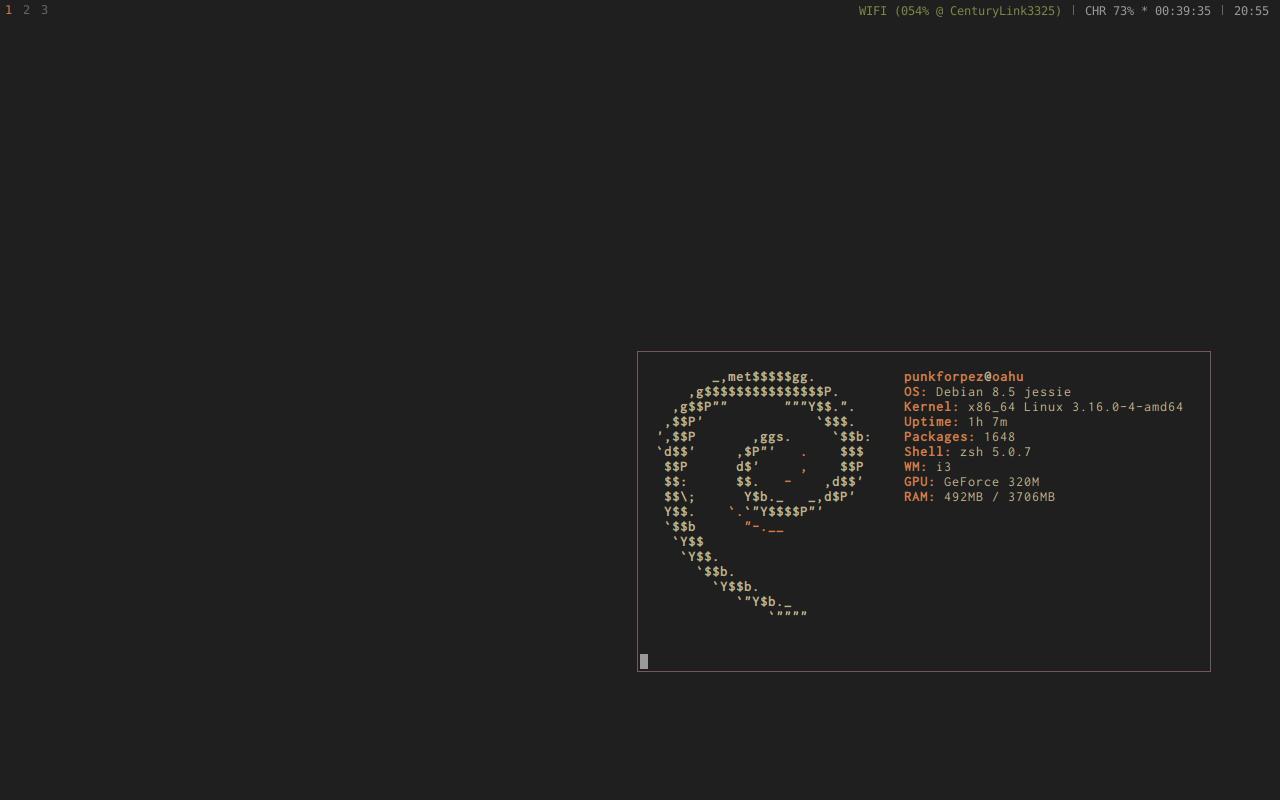 1 2 3
WIFI (054% @ CenturyLink3325) | CHR 73% * 00:39:35 | 20:55
         _,met$$$$$gg.           punkforpez@oahu
      ,g$$$$$$$$$$$$$$$P.        OS: Debian 8.5 jessie
    ,g$$P""       """Y$$.".      Kernel: x86_64 Linux 3.16.0-4-amd64
   ,$$P'              `$$$.      Uptime: 1h 7m
  ',$$P       ,ggs.     `$$b:    Packages: 1648
  `d$$'     ,$P"'   .    $$$     Shell: zsh 5.0.7
   $$P      d$'     ,    $$P     WM: i3
   $$:      $$.   -    ,d$$'     GPU: GeForce 320M
   $$\;      Y$b._   _,d$P'      RAM: 492MB / 3706MB
   Y$$.    `.`"Y$$$$P"'
   `$$b      "-.__
    `Y$$
     `Y$$.
       `$$b.
         `Y$$b.
            `"Y$b._
                `""""